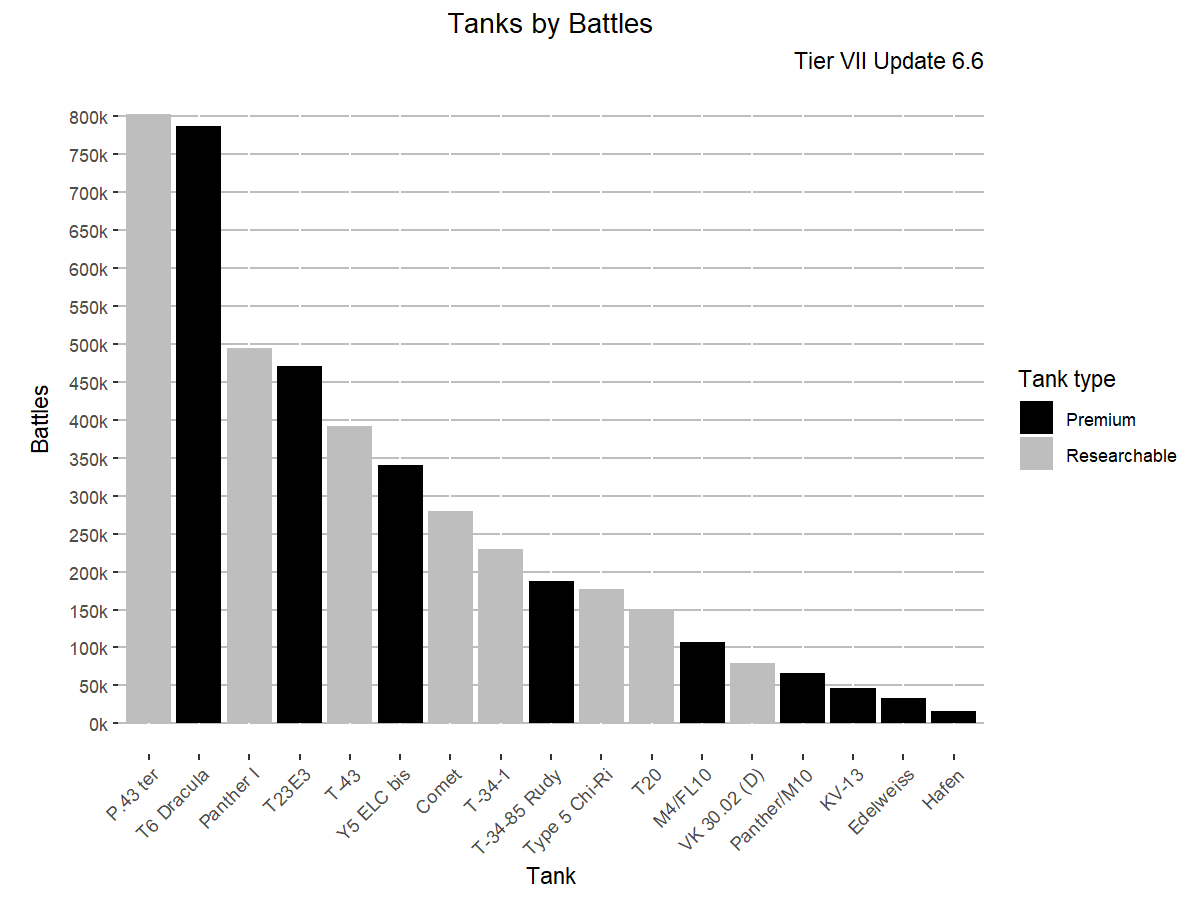 Tanks by Battles
Tier VII Update 6.6
800k
750k
700k
650k
600k
550k
500k
450k
400k
350k
300k
250k
200k
150k
100k
50k
0k
Battles
P.43 ter
T6 Dracula
Panther I
T23E3
T-43
Y5 ELC bis
Comet
T-34-1
T-34-85 Rudy
Type 5 Chi-Ri
T20
M4/FL10
VK 30.02 (D)
Panther/M10
KV-13
Edelweiss
Hafen
Tank
Tank type
Premium
Researchable